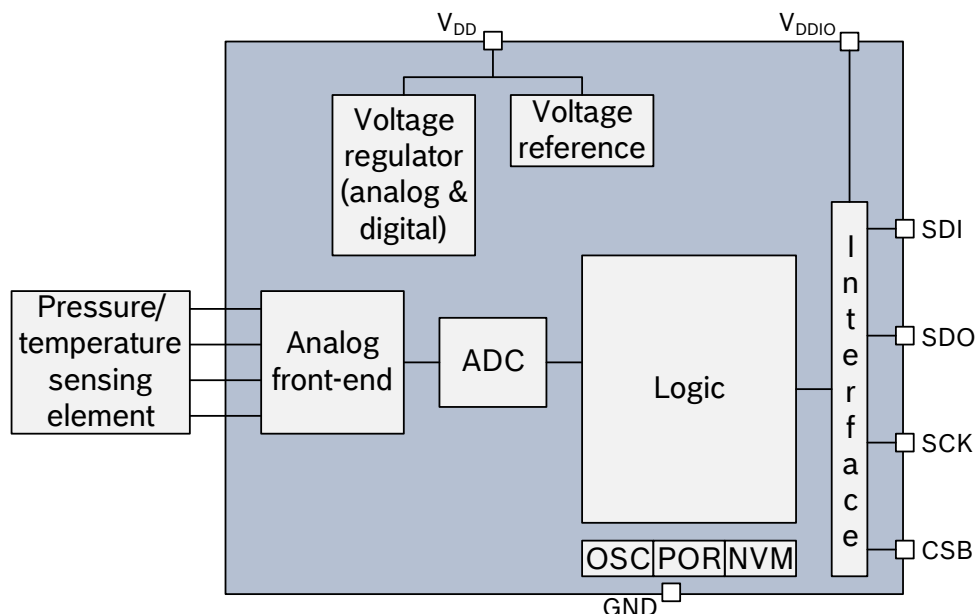 VDD
VDDIO
Voltage
regulator
(analog &
digital)
Voltage
reference
Interface
SDI
SDO
SCK
CSB
Pressure/
temperature
sensing
element
Analog
front-end
ADC
Logic
OSC POR NVM
GND